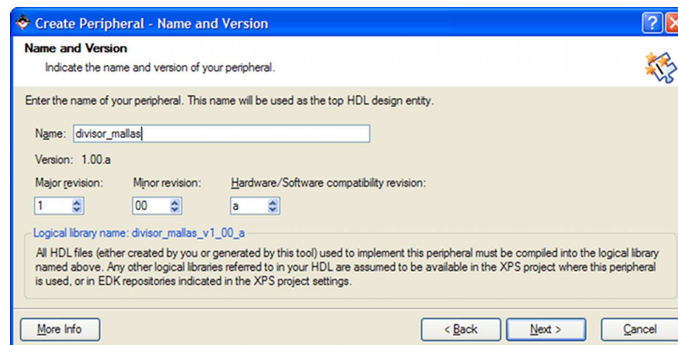 Create Peripheral - Name and Version
Name and Version
Indicate the name and version of your peripheral.
Enter the name of your peripheral. This name will be used as the top HDL design entity.
Name: divisor_mallas
Version: 1.00.a
Major revision: Minor revision: Hardware/Software compatibility revision:
1 00 a
Logical library name: divisor_mallas_v1_00_a
All HDL files (either created by you or generated by this tool) used to implement this peripheral must be compiled into the logical library
named above. Any other logical libraries referred to in your HDL are assumed to be available in the XPS project where this peripheral
is used, or in EDK repositories indicated in the XPS project settings.
More Info < Back Next > Cancel